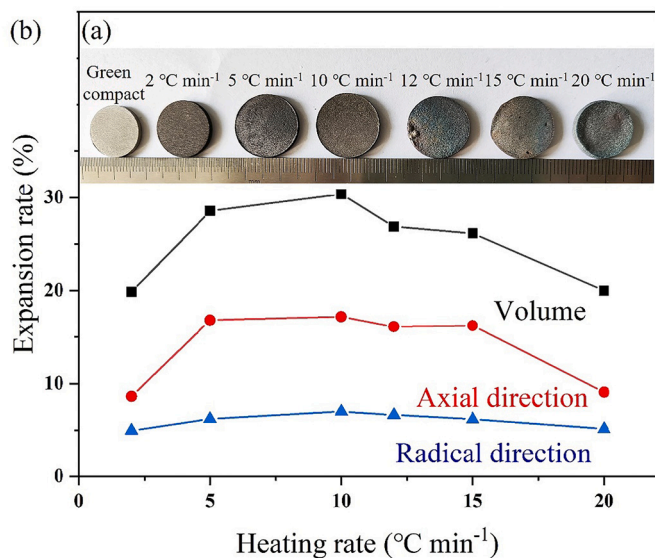 (b)
(a)
Green
compact
2 ℃ min⁻¹
5 ℃ min⁻¹
10 ℃ min⁻¹
12 ℃ min⁻¹
15 ℃ min⁻¹
20 ℃ min⁻¹
Expansion rate (%)
30
20
10
0
Volume
Axial direction
Radical direction
0
5
10
15
20
Heating rate (℃ min⁻¹)